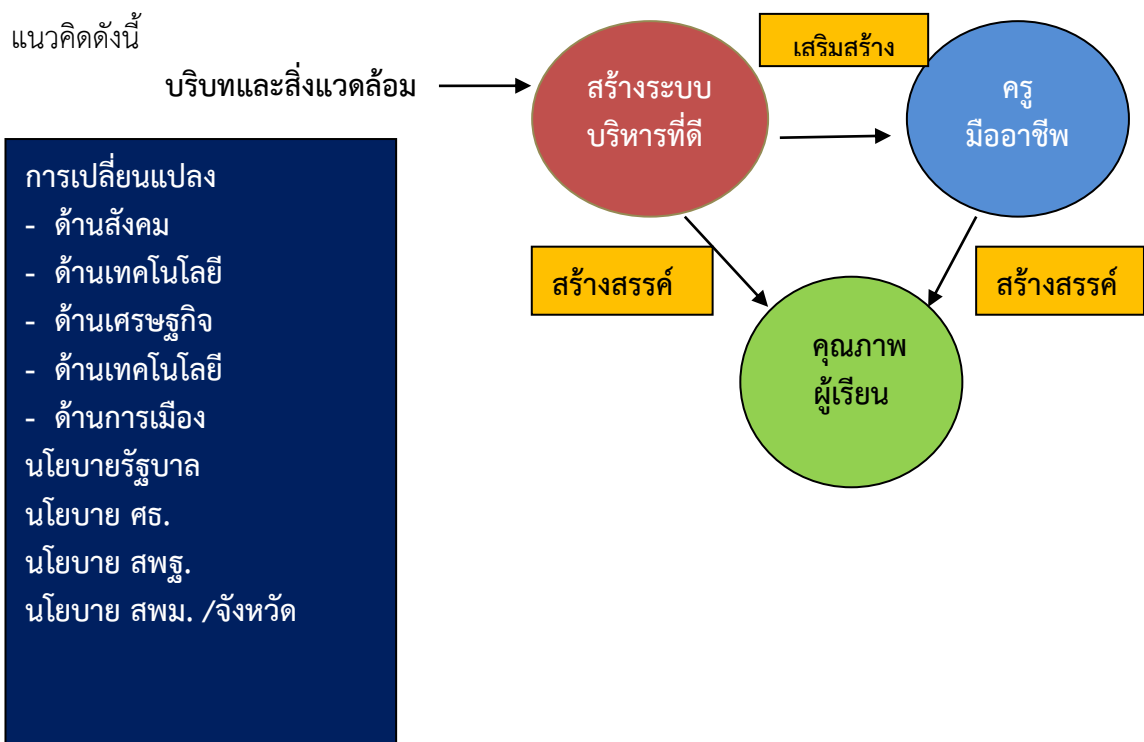 แนวคิดดังนี้
เสริมสร้าง
บริบทและสิ่งแวดล้อม
สร้างระบบ
บริหารที่ดี
ครู
มืออาชีพ
การเปลี่ยนแปลง
- ด้านสังคม
- ด้านเทคโนโลยี
- ด้านเศรษฐกิจ
- ด้านเทคโนโลยี
- ด้านการเมือง
นโยบายรัฐบาล
นโยบาย ศธ.
นโยบาย สพฐ.
นโยบาย สพม. /จังหวัด
สร้างสรรค์
สร้างสรรค์
คุณภาพ
ผู้เรียน